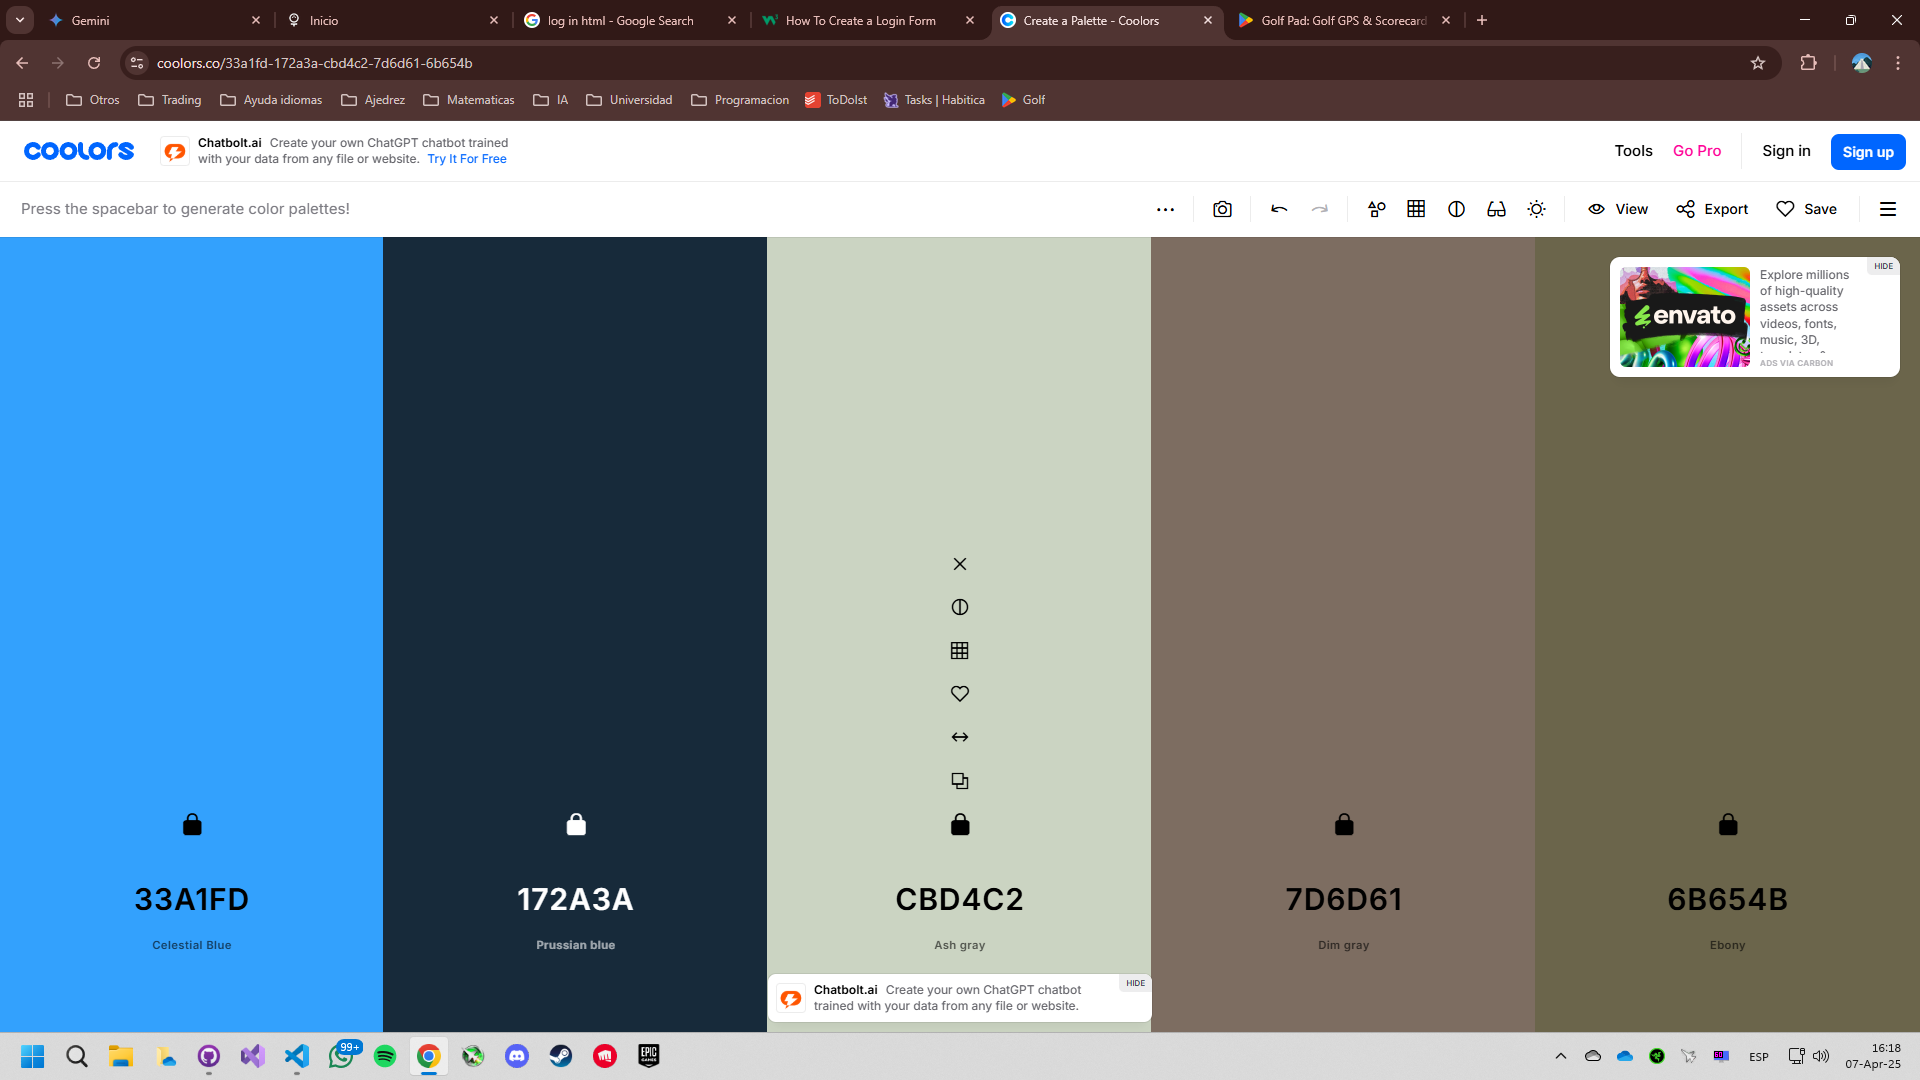 Gemini
Inicio
log in html - Google Search
How To Create a Login Form
Create a Palette - Coolors
Golf Pad: Golf GPS & Scorecard
coolors.co/33a1fd-172a3a-cbd4c2-7d6d61-6b654b
Otros
Trading
Ayuda idiomas
Ajedrez
Matematicas
IA
Universidad
Programacion
ToDoIst
Tasks | Habitica
Golf
coolors
Chatbolt.ai Create your own ChatGPT chatbot trained
with your data from any file or website. Try It For Free
Tools
Go Pro
Sign in
Sign up
Press the spacebar to generate color palettes!
View
Export
Save
HIDE
envato
Explore millions
of high-quality
assets across
videos, fonts,
music, 3D,
ADS VIA CARBON
33A1FD
172A3A
CBD4C2
7D6D61
6B654B
Celestial Blue
Prussian blue
Ash gray
Dim gray
Ebony
Chatbolt.ai Create your own ChatGPT chatbot
trained with your data from any file or website.
HIDE
99+
EPIC
GAMES
ESP
16:18
07-Apr-25